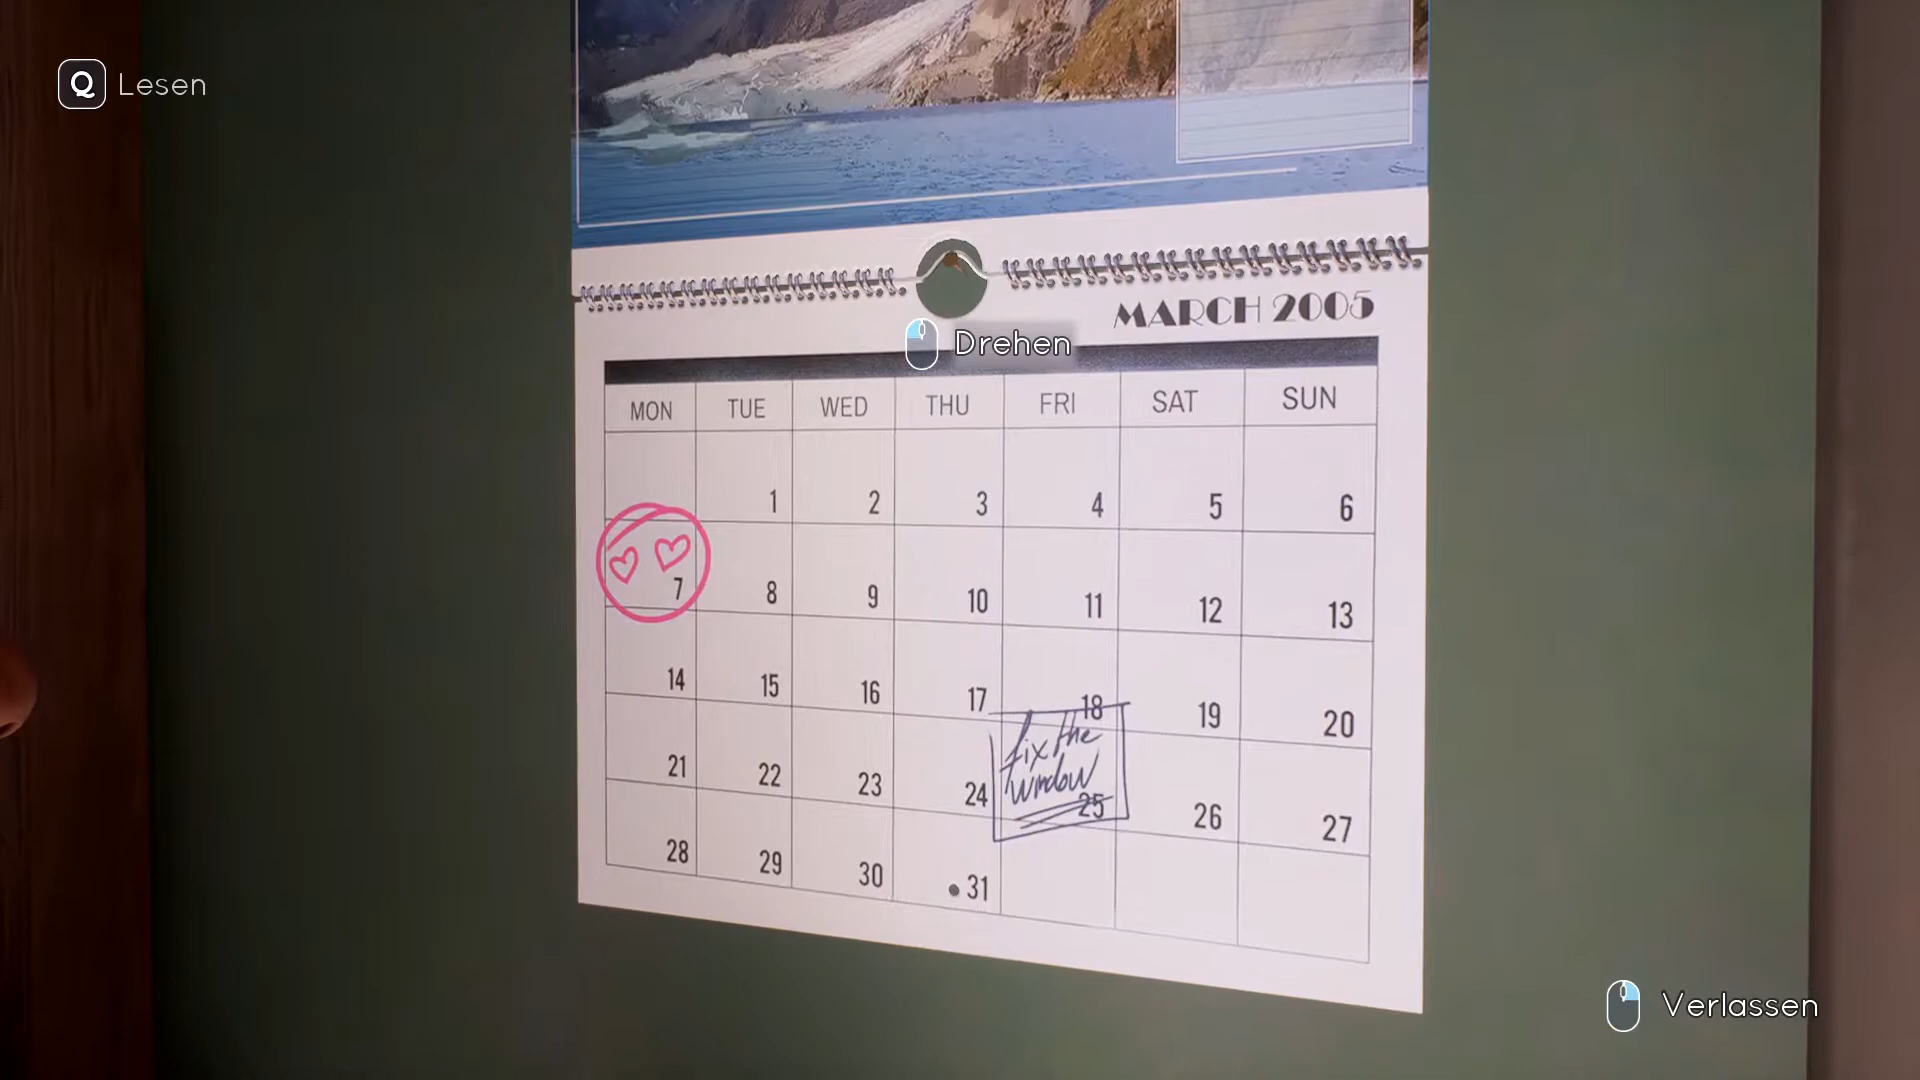 Q Lesen
MARCH 2005
Drehen
MON TUE WED THU FRI SAT SUN
1 2 3 4 5 6
7 8 9 10 11 12 13
14 15 16 17 18 19 20
fix the
window
21 22 23 24 25 26 27
28 29 30 31
Verlassen